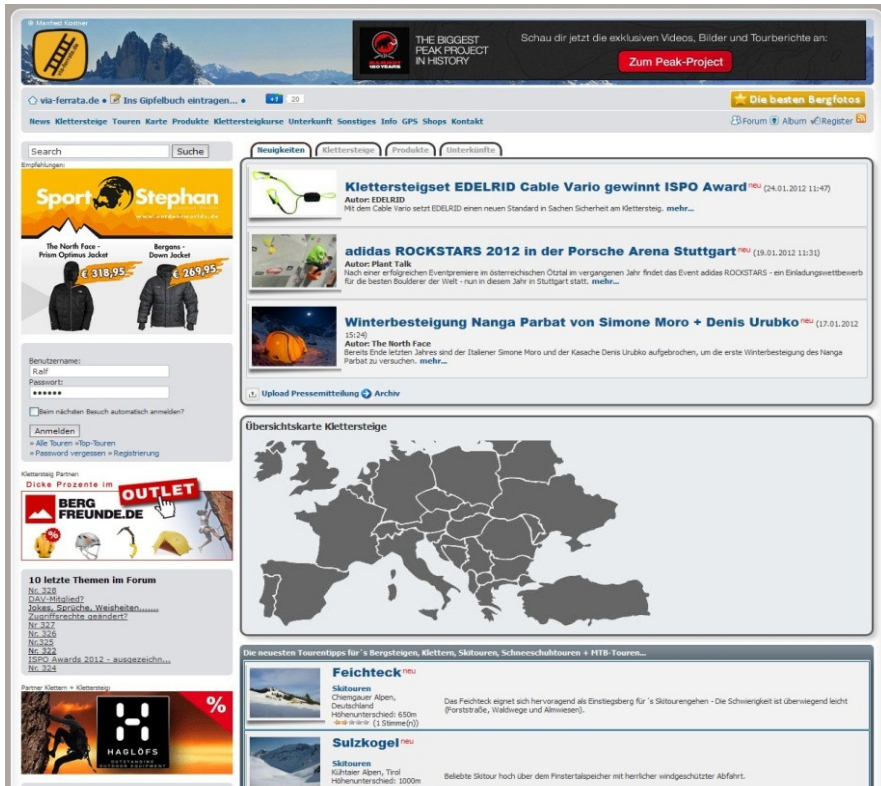 © Manfred Kostner
via-ferrata.de
MAMMUT
150 YEARS
THE BIGGEST
PEAK PROJECT
IN HISTORY
Schau dir jetzt die exklusiven Videos, Bilder und Tourberichte an:
Zum Peak-Project
via-ferrata.de • Ins Gipfelbuch eintragen... •
+1 20
Die besten Bergfotos
News Klettersteige Touren Karte Produkte Klettersteigkurse Unterkunft Sonstiges Info GPS Shops Kontakt
Forum Album Register
Search Suche
Empfehlungen:
Sport Stephan
www.outdoorworlds.de
The North Face -
Prism Optimus Jacket
Bergans -
Down Jacket
€ 318,95
€ 269,95
Benutzername:
Ralf
Passwort:
••••••
Beim nächsten Besuch automatisch anmelden?
Anmelden
» Alle Touren »Top-Touren
» Password vergessen » Registrierung
Klettersteig Partner:
Dicke Prozente im
OUTLET
BERG
FREUNDE.DE
%
10 letzte Themen im Forum
Nr. 328
DAV-Mitglied?
Jokes, Sprüche, Weisheiten.......
Zugriffsrechte geändert?
Nr 327
Nr. 326
Nr.325
Nr. 322
ISPO Awards 2012 - ausgezeichn...
Nr. 324
Partner Klettern + Klettersteig:
%
HAGLÖFS
OUTSTANDING
OUTDOOR EQUIPMENT
Neuigkeiten Klettersteige Produkte Unterkünfte
Klettersteigset EDELRID Cable Vario gewinnt ISPO Award neu (24.01.2012 11:47)
Autor: EDELRID
Mit dem Cable Vario setzt EDELRID einen neuen Standard in Sachen Sicherheit am Klettersteig. mehr...
adidas ROCKSTARS 2012 in der Porsche Arena Stuttgart neu (19.01.2012 11:31)
Autor: Plant Talk
Nach einer erfolgreichen Eventpremiere im österreichischen Ötztal im vergangenen Jahr findet das Event adidas ROCKSTARS - ein Einladungswettbewerb
für die besten Boulderer der Welt - nun in diesem Jahr in Stuttgart statt. mehr...
Winterbesteigung Nanga Parbat von Simone Moro + Denis Urubko neu (17.01.2012
15:24)
Autor: The North Face
Bereits Ende letzten Jahres sind der Italiener Simone Moro und der Kasache Denis Urubko aufgebrochen, um die erste Winterbesteigung des Nanga
Parbat zu versuchen. mehr...
Upload Pressemitteilung Archiv
Übersichtskarte Klettersteige
Die neuesten Tourentipps für´s Bergsteigen, Klettern, Skitouren, Schneeschuhtouren + MTB-Touren...
Feichteck neu
Skitouren
Chiemgauer Alpen,
Deutschland
Höhenunterschied: 650m
(1 Stimme(n))
Das Feichteck eignet sich hervorragend als Einstiegsberg für ´s Skitourengehen - Die Schwierigkeit ist überwiegend leicht
(Forststraße, Waldwege und Almwiesen).
Sulzkogel neu
Skitouren
Kühtaier Alpen, Tirol
Höhenunterschied: 1000m
Beliebte Skitour hoch über dem Finstertalspeicher mit herrlicher windgeschützter Abfahrt.